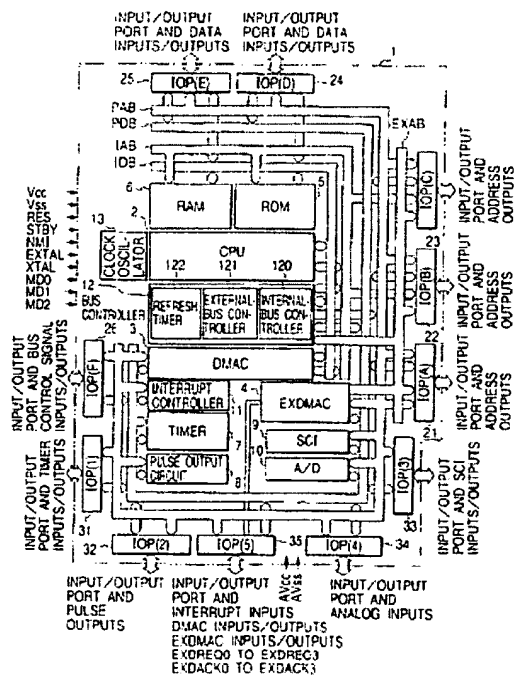 INPUT/OUTPUT
PORT AND DATA
INPUTS/OUTPUTS
INPUT/OUTPUT
PORT AND DATA
INPUTS/OUTPUTS
1
25
IOP(E)
IOP(D)
24
PAB
PDB
IAB
IDB
EXAB
6
5
RAM
ROM
Vcc
Vss
RES
STBY
NMI
EXTAL
XTAL
MD0
MD1
MD2
13
2
CLOCK
OSCIL-
LATOR
CPU
122
121
120
12
BUS
CONTROLLER
REFRESH
TIMER
EXTERNAL-
BUS CON-
TROLLER
INTERNAL-
BUS CON-
TROLLER
IOP(C)
INPUT/OUTPUT
PORT AND
ADDRESS
OUTPUTS
23
IOP(B)
INPUT/OUTPUT
PORT AND
ADDRESS
OUTPUTS
22
IOP(A)
INPUT/OUTPUT
PORT AND
ADDRESS
OUTPUTS
21
26
3
DMAC
IOP(F)
INPUT/OUTPUT
PORT AND BUS
CONTROL SIGNAL
INPUTS/OUTPUTS
INTERRUPT
CONTROLLER
11
4
EXDMAC
TIMER
7
9
SCI
10
A/D
PULSE OUTPUT
CIRCUIT
8
IOP(1)
INPUT/OUTPUT
PORT AND TIMER
INPUTS/OUTPUTS
31
IOP(3)
INPUT/OUTPUT
PORT AND SCI
INPUTS/OUTPUTS
33
32
IOP(2)
IOP(5)
35
AVcc
AVss
IOP(4)
34
INPUT/OUTPUT
PORT AND
PULSE
OUTPUTS
INPUT/OUTPUT
PORT AND
INTERRUPT INPUTS
DMAC INPUTS/OUTPUTS
EXDMAC INPUTS/OUTPUTS
EXDREQ0 TO EXDREQ3
EXDACK0 TO EXDACK3
INPUT/OUTPUT
PORT AND
ANALOG INPUTS